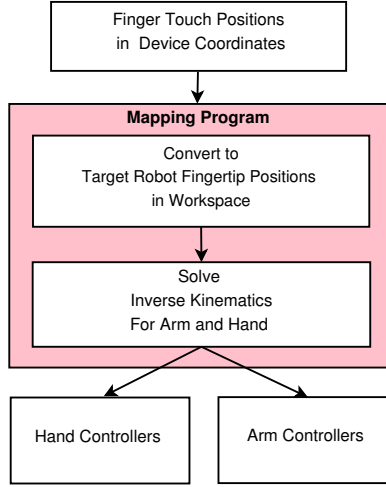 Finger Touch Positions
in Device Coordinates
Mapping Program
Convert to
Target Robot Fingertip Positions
in Workspace
Solve
Inverse Kinematics
For Arm and Hand
Hand Controllers
Arm Controllers